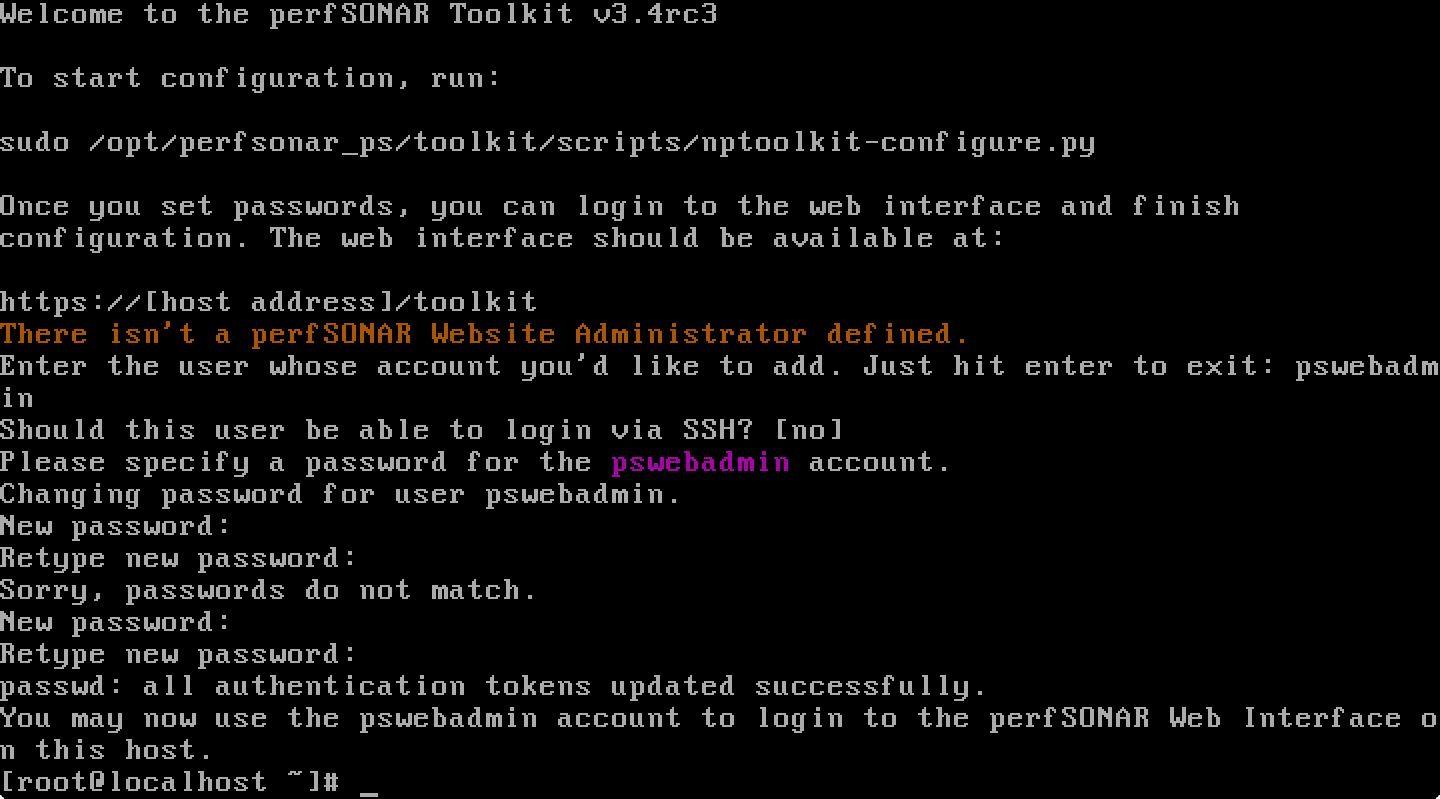 Welcome to the perfSONAR Toolkit v3.4rc3
To start configuration, run:
sudo /opt/perfsonar_ps/toolkit/scripts/nptoolkit-configure.py
Once you set passwords, you can login to the web interface and finish
configuration. The web interface should be available at:
https://[host address]/toolkit
There isn't a perfSONAR Website Administrator defined.
Enter the user whose account you'd like to add. Just hit enter to exit: pswebadm
in
Should this user be able to login via SSH? [no]
Please specify a password for the pswebadmin account.
Changing password for user pswebadmin.
New password:
Retype new password:
Sorry, passwords do not match.
New password:
Retype new password:
passwd: all authentication tokens updated successfully.
You may now use the pswebadmin account to login to the perfSONAR Web Interface o
n this host.
[root@localhost ~]# _